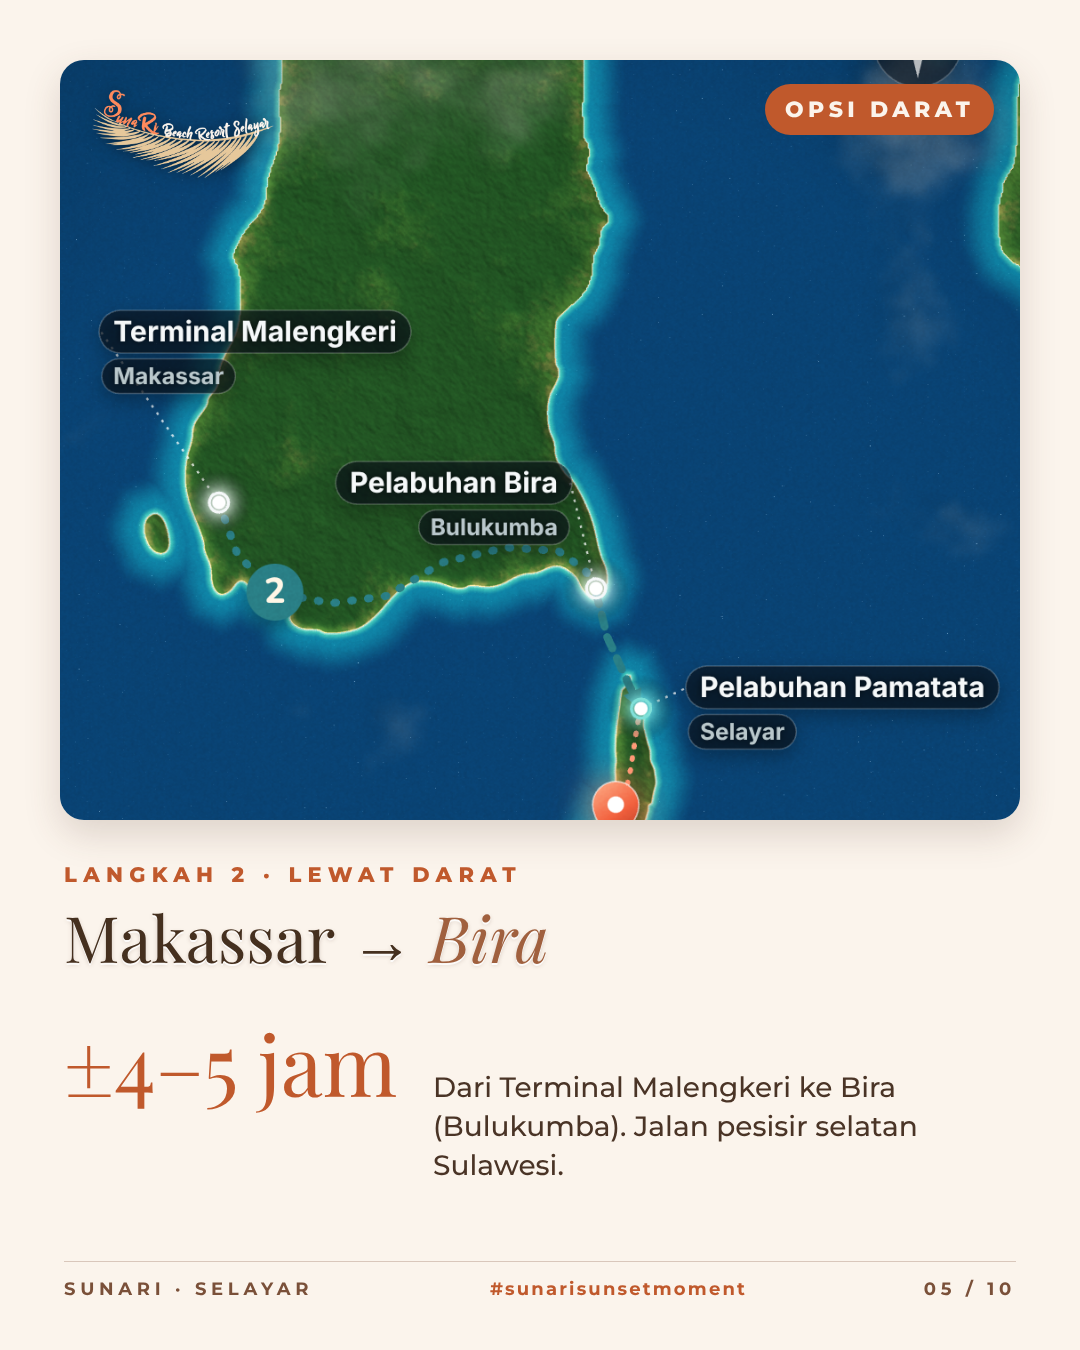 SunaRi Beach Resort Selayar
OPSI DARAT
Terminal Malengkeri
Makassar
Pelabuhan Bira
Bulukumba
2
Pelabuhan Pamatata
Selayar
LANGKAH 2 · LEWAT DARAT
Makassar → Bira
±4–5 jam
Dari Terminal Malengkeri ke Bira
(Bulukumba). Jalan pesisir selatan
Sulawesi.
SUNARI · SELAYAR
#sunarisunsetmoment
05 / 10